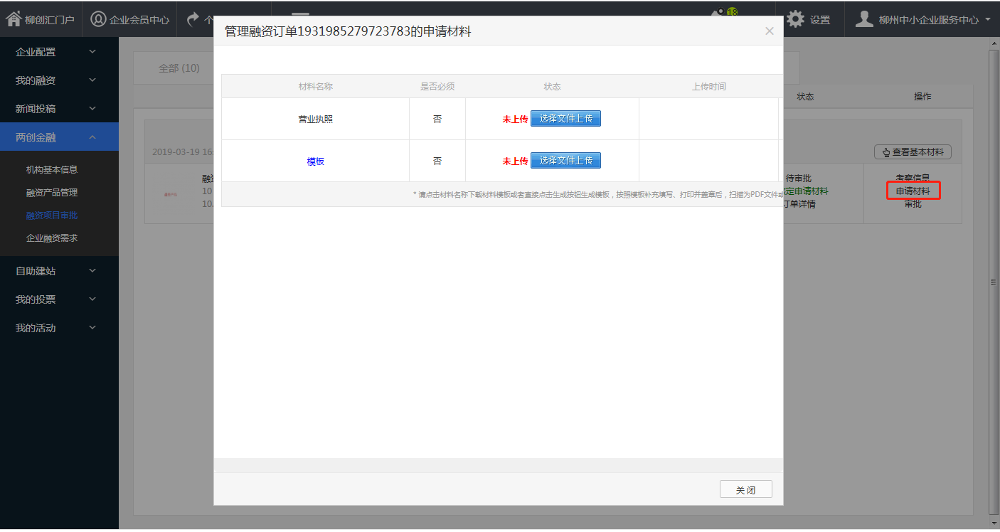 柳创汇门户
企业会员中心
个
18
设置
柳州中小企业服务中心
企业配置
我的融资
新闻投稿
两创金融
机构基本信息
融资产品管理
融资项目审批
企业融资需求
自助建站
我的投票
我的活动
全部 (10)
管理融资订单1931985279723783的申请材料
材料名称 是否必须 状态 上传时间
营业执照 否 未上传 选择文件上传
模板 否 未上传 选择文件上传
* 请点击材料名称下载材料模板或者直接点击生成按钮生成模板，按照模板补充填写、打印并盖章后，扫描为PDF文件或
关 闭
状态 操作
2019-03-19 16:
查看基本材料
融资
10
10.
待审批
定申请材料
订单详情
考察信息
申请材料
审批